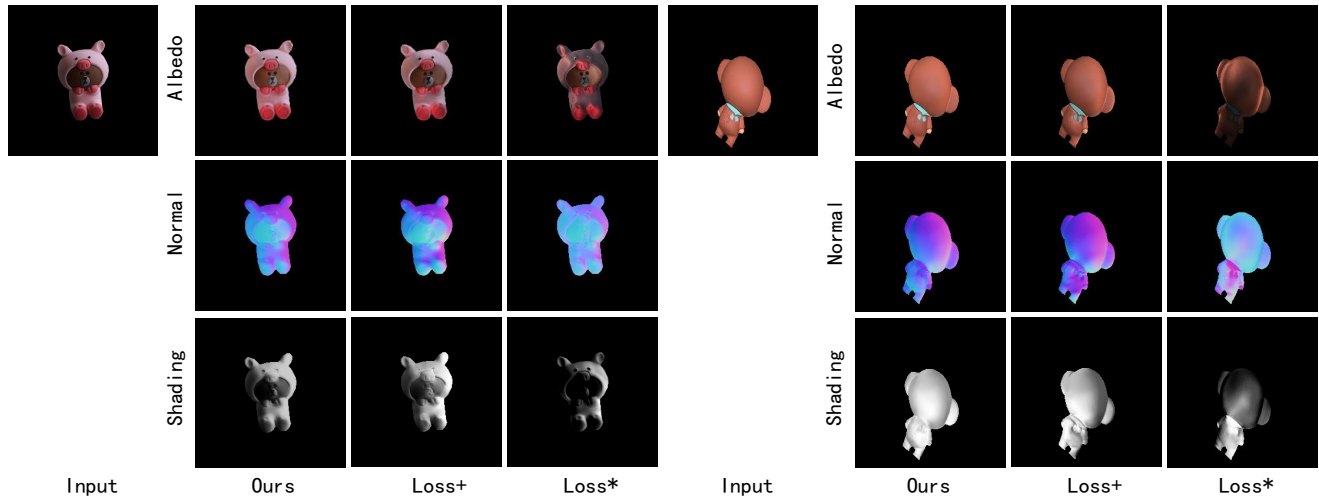 Albedo
Albedo
Normal
Normal
Shading
Shading
Input Ours Loss+ Loss* Input Ours Loss+ Loss*